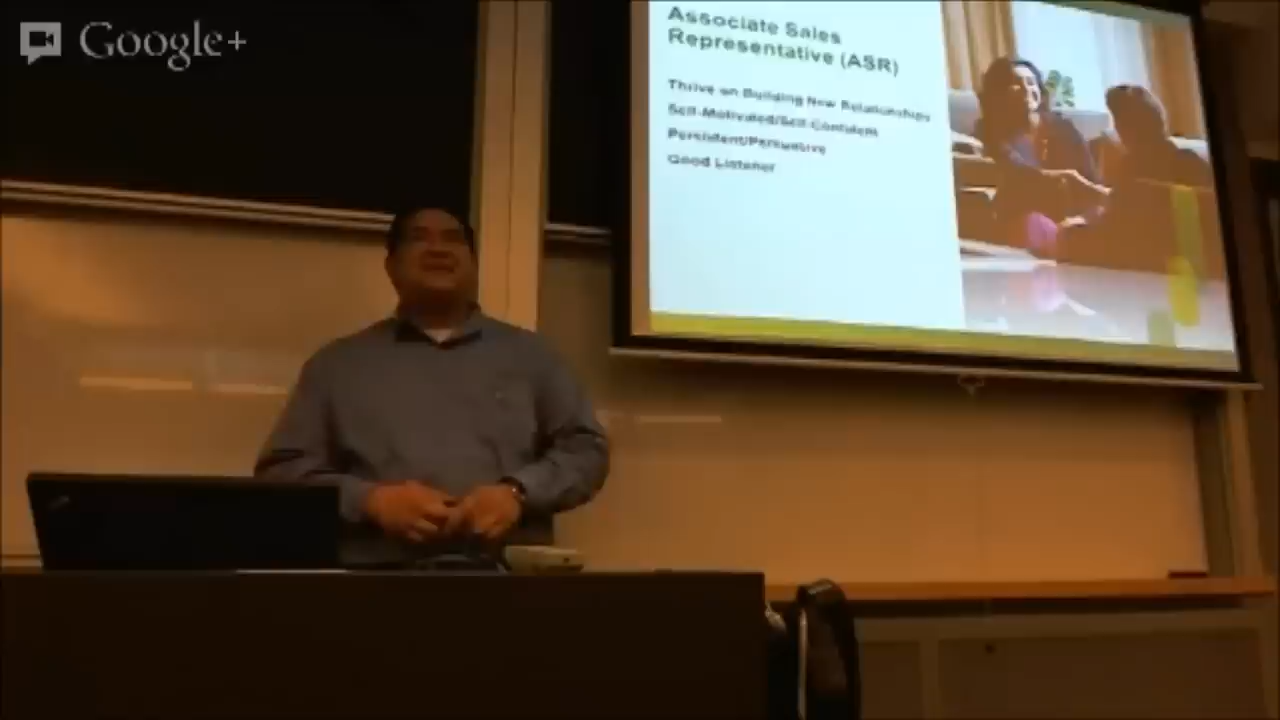 Google+
Associate Sales
Representative (ASR)
Thrive on Building New Relationships
Self-Motivated/Self-Confident
Persistent/Persuasive
Good Listener